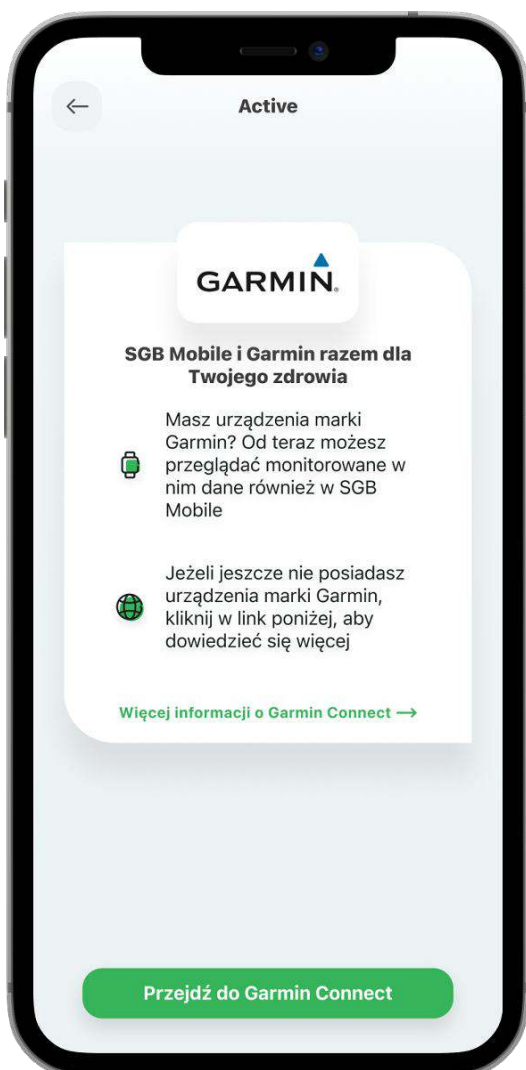 Active
GARMIN.
SGB Mobile i Garmin razem dla
Twojego zdrowia
Masz urządzenia marki
Garmin? Od teraz możesz
przeglądać monitorowane w
nim dane również w SGB
Mobile
Jeżeli jeszcze nie posiadasz
urządzenia marki Garmin,
kliknij w link poniżej, aby
dowiedzieć się więcej
Więcej informacji o Garmin Connect →
Przejdź do Garmin Connect